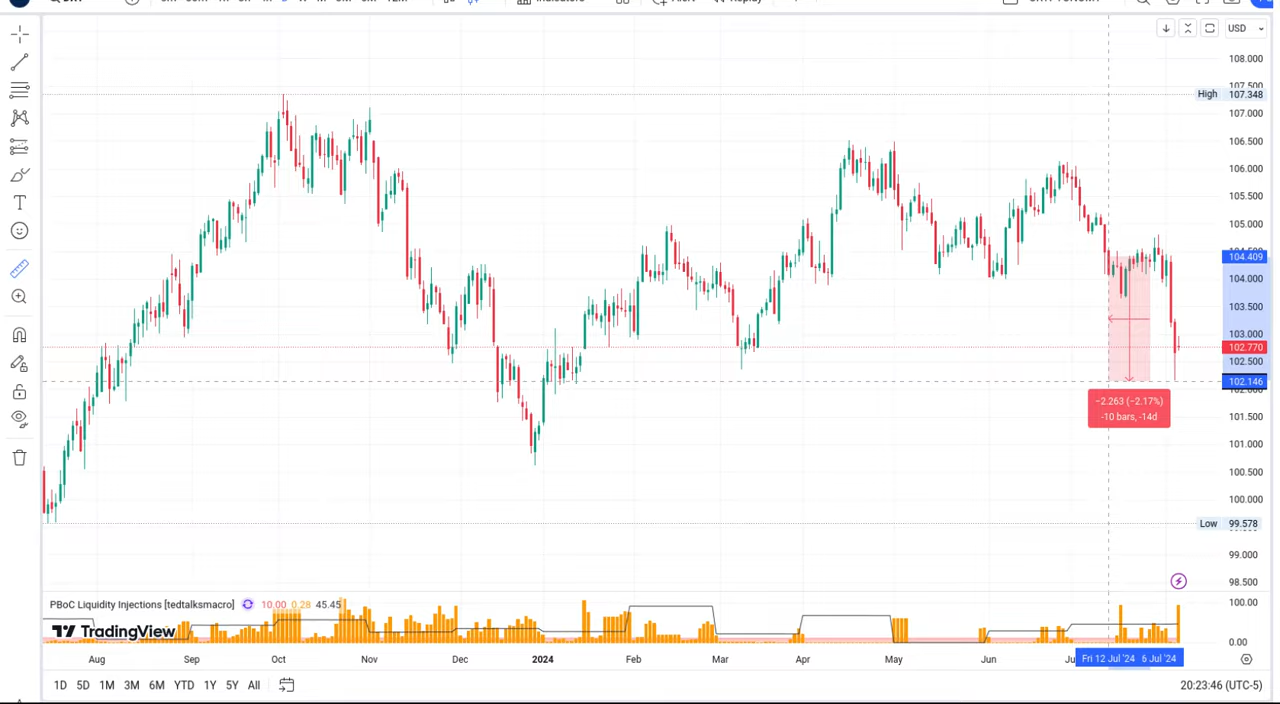 USD
108.000
107.500
High 107.348
107.000
106.500
106.000
105.500
105.000
104.409
104.000
103.500
103.000
102.770
102.500
102.146
−2.263 (−2.17%)
-10 bars, -14d
101.500
101.000
100.500
100.000
Low 99.578
99.000
98.500
PBoC Liquidity Injections [tedtalksmacro] 10.00 0.28 45.45
100.00
TradingView
0.00
Aug Sep Oct Nov Dec 2024 Feb Mar Apr May Jun Fri 12 Jul '24 6 Jul '24
1D 5D 1M 3M 6M YTD 1Y 5Y All
20:23:46 (UTC-5)